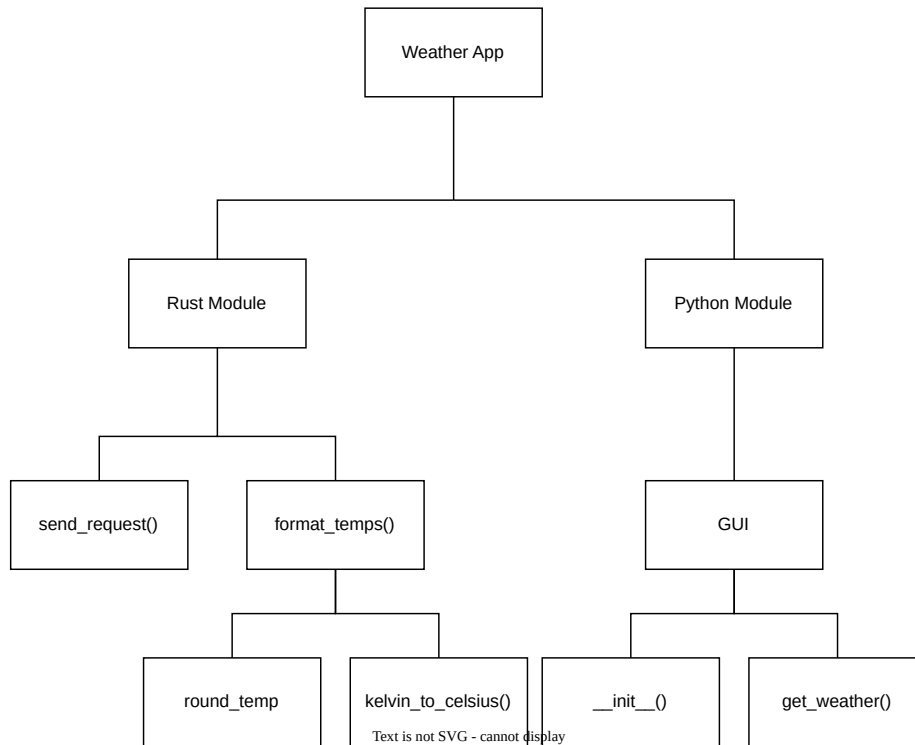 Weather App
Rust Module
Python Module
send_request()
format_temps()
GUI
round_temp
kelvin_to_celsius()
__init__()
get_weather()
Text is not SVG - cannot display